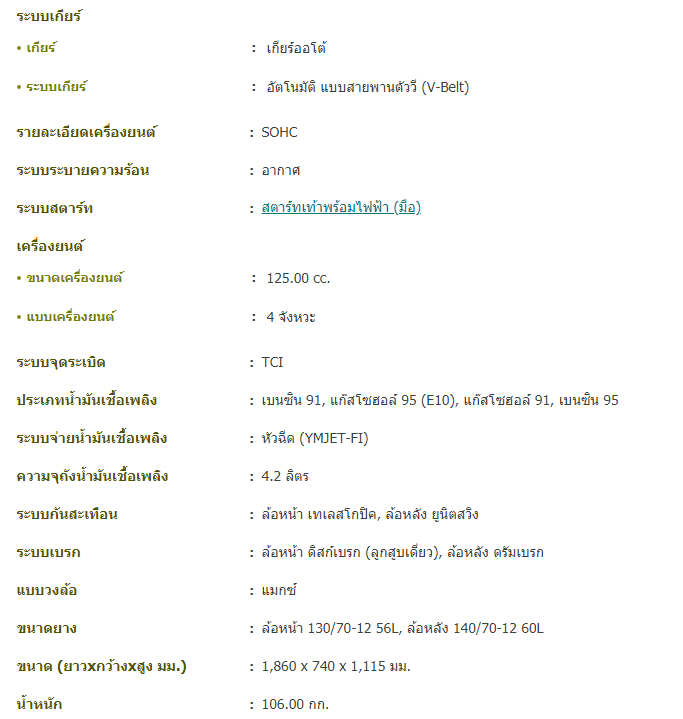 ระบบเกียร์
• เกียร์ : เกียร์ออโต้
• ระบบเกียร์ : อัตโนมัติ แบบสายพานตัววี (V-Belt)
รายละเอียดเครื่องยนต์ : SOHC
ระบบระบายความร้อน : อากาศ
ระบบสตาร์ท : สตาร์ทเท้าพร้อมไฟฟ้า (มือ)
เครื่องยนต์
• ขนาดเครื่องยนต์ : 125.00 cc.
• แบบเครื่องยนต์ : 4 จังหวะ
ระบบจุดระเบิด : TCI
ประเภทน้ำมันเชื้อเพลิง : เบนซิน 91, แก๊สโซฮอล์ 95 (E10), แก๊สโซฮอล์ 91, เบนซิน 95
ระบบจ่ายน้ำมันเชื้อเพลิง : หัวฉีด (YMJET-FI)
ความจุถังน้ำมันเชื้อเพลิง : 4.2 ลิตร
ระบบกันสะเทือน : ล้อหน้า เทเลสโกปิค, ล้อหลัง ยูนิตสวิง
ระบบเบรก : ล้อหน้า ดิสก์เบรก (ลูกสูบเดี่ยว), ล้อหลัง ดรัมเบรก
แบบวงล้อ : แมกซ์
ขนาดยาง : ล้อหน้า 130/70-12 56L, ล้อหลัง 140/70-12 60L
ขนาด (ยาวxกว้างxสูง มม.) : 1,860 x 740 x 1,115 มม.
น้ำหนัก : 106.00 กก.